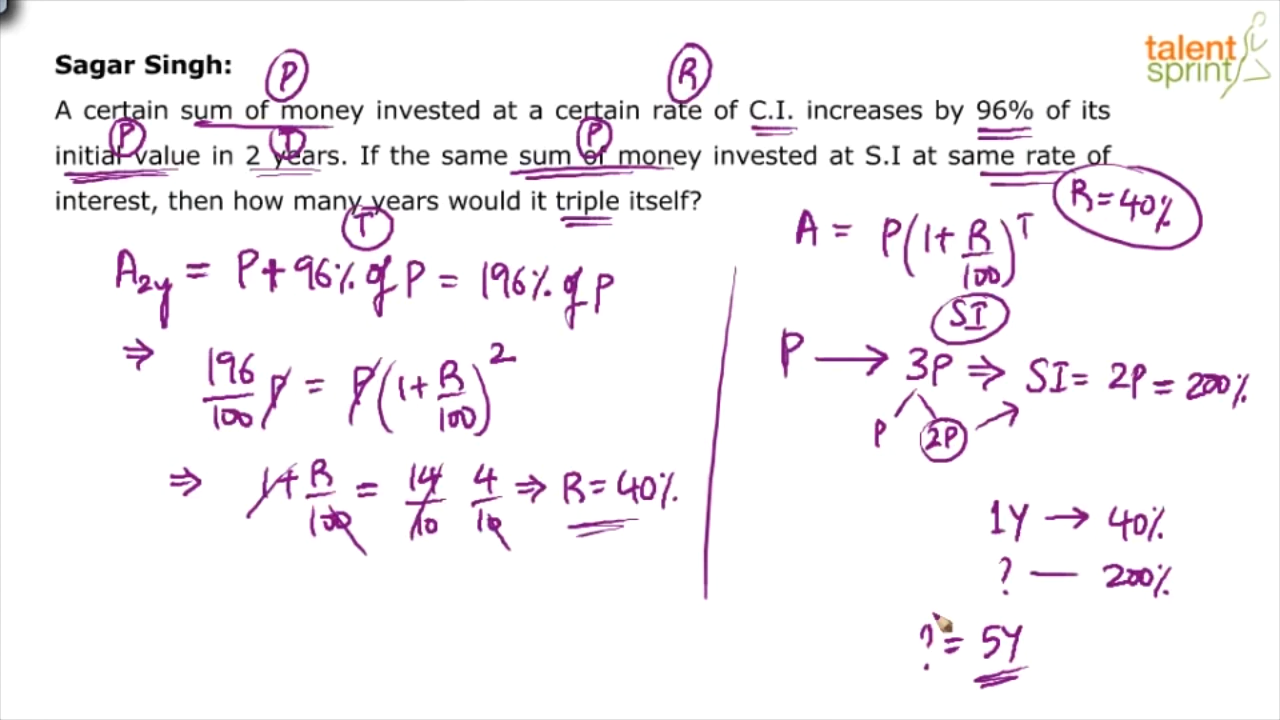 talent
sprint
Sagar Singh:
P
R
A certain sum of money invested at a certain rate of C.I. increases by 96% of its
P
P
initial value in 2 years. If the same sum of money invested at S.I at same rate of
interest, then how many years would it triple itself?
T
R = 40%
A = P(1+R/100)^T
A2y = P+96% of P = 196% of P
⇒ 196/100 P = P(1+R/100)^2
⇒ 1+R/100 = 14/10 4/10 ⇒ R = 40%
SI
P → 3P ⇒ SI = 2P = 200%
P 2P
1Y → 40%
? — 200%
? = 5Y